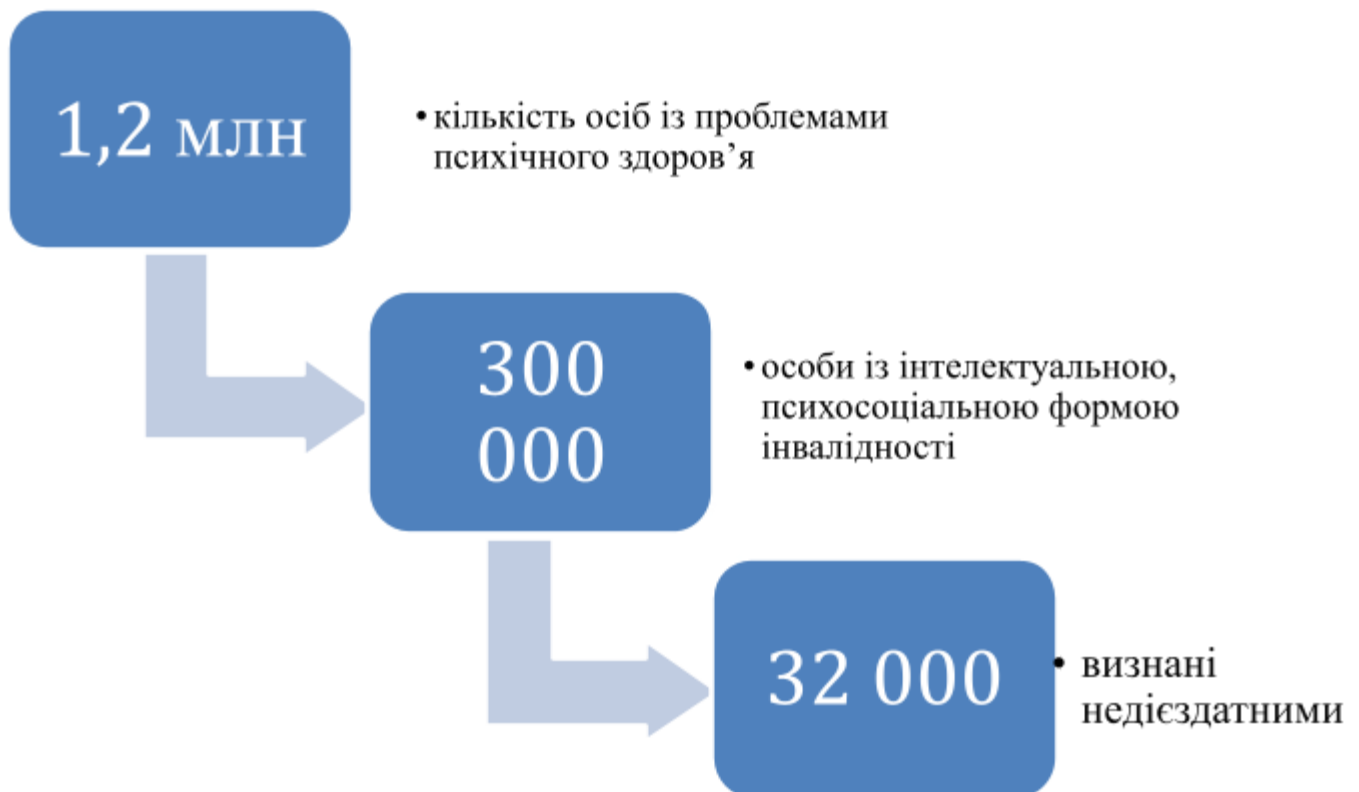 1,2 млн
• кількість осіб із проблемами
психічного здоров’я
300
000
• особи із інтелектуальною,
психосоціальною формою
інвалідності
32 000
• визнані
недієздатними